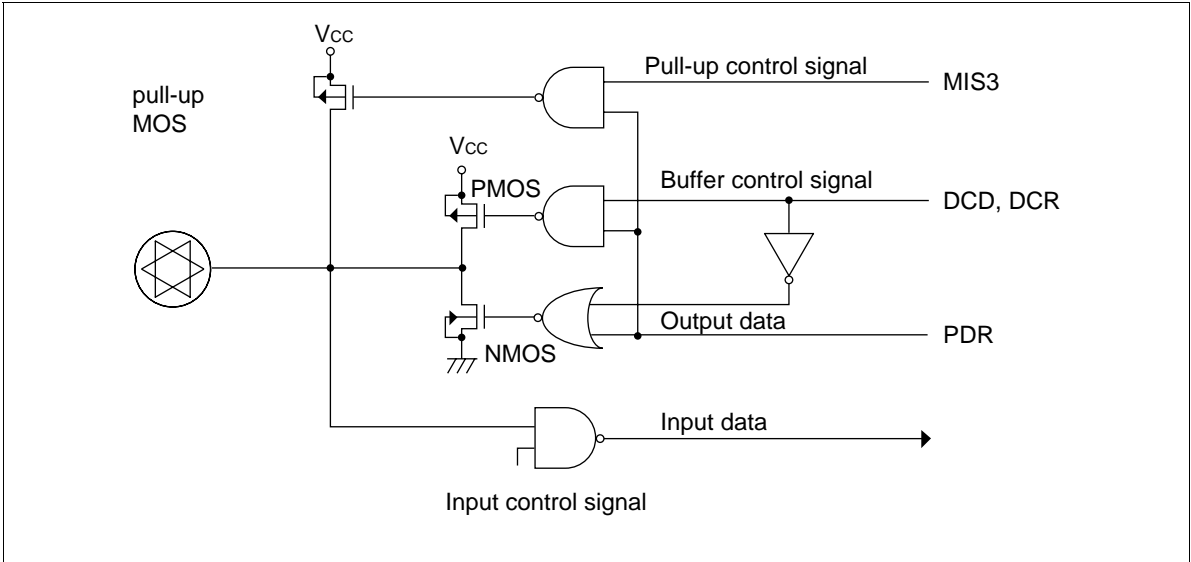 VCC
Pull-up control signal
MIS3
pull-up
MOS
VCC
PMOS
Buffer control signal
DCD, DCR
Output data
PDR
NMOS
Input data
Input control signal